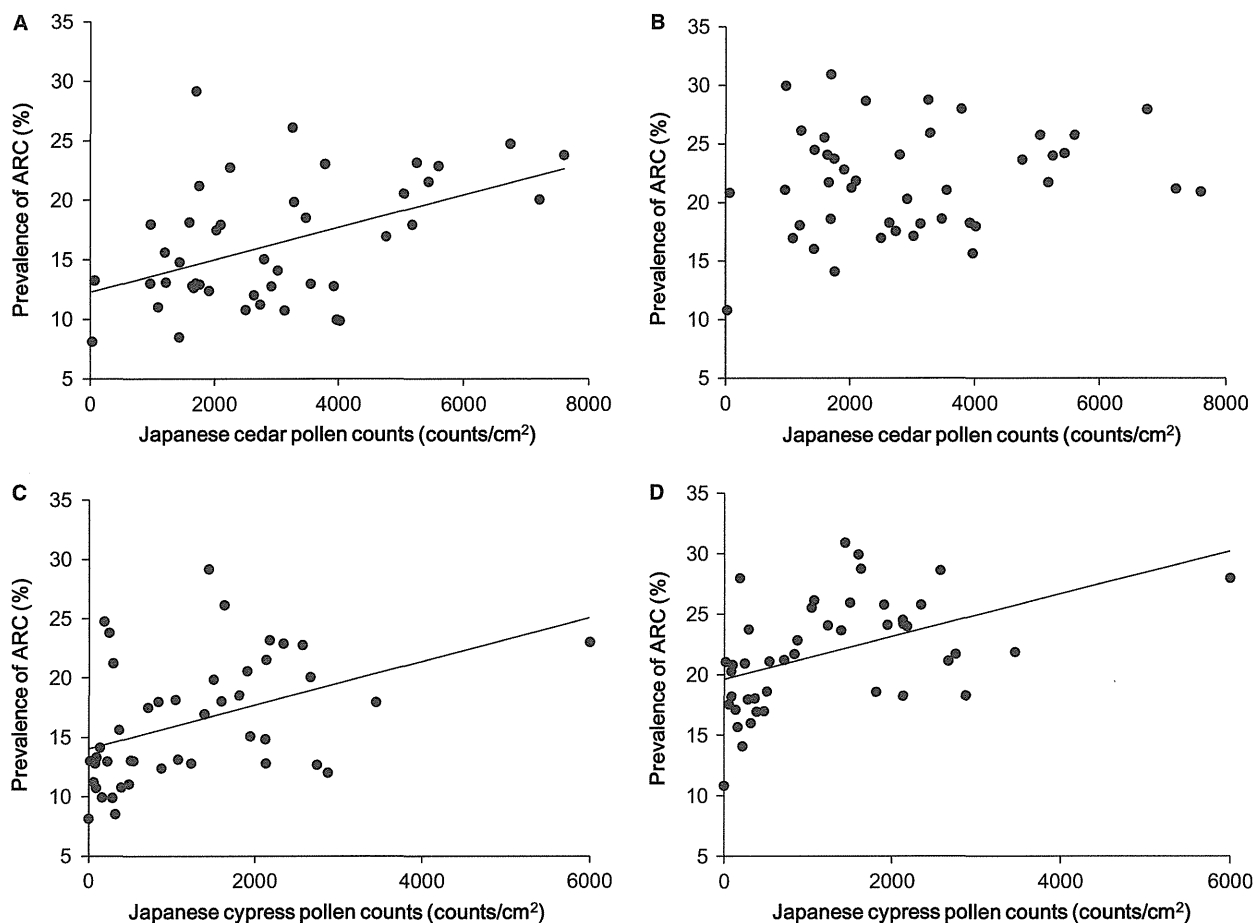 A
35
30
25
20
15
10
5
Prevalence of ARC (%)
0 2000 4000 6000 8000
Japanese cedar pollen counts (counts/cm²)
B
35
30
25
20
15
10
5
Prevalence of ARC (%)
0 2000 4000 6000 8000
Japanese cedar pollen counts (counts/cm²)
C
35
30
25
20
15
10
5
Prevalence of ARC (%)
0 2000 4000 6000
Japanese cypress pollen counts (counts/cm²)
D
35
30
25
20
15
10
5
Prevalence of ARC (%)
0 2000 4000 6000
Japanese cypress pollen counts (counts/cm²)